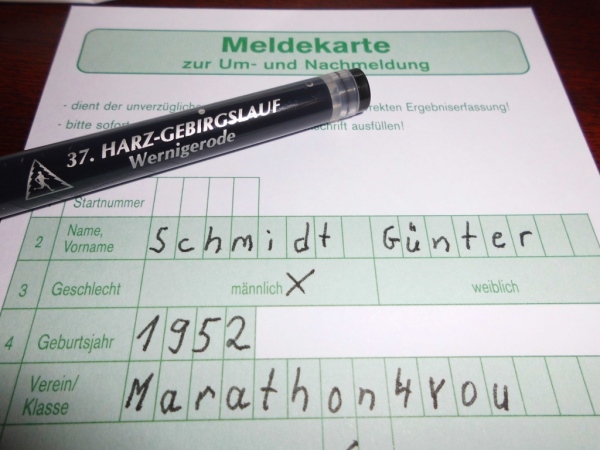 Meldekarte
zur Um- und Nachmeldung
- dient der unverzüglich rekten Ergebniserfassung!
- bitte sofort chrift ausfüllen!
37. HARZ-GEBIRGSLAUF
Wernigerode
Startnummer
2 Name, Vorname Schmidt Günter
3 Geschlecht männlich X weiblich
4 Geburtsjahr 1952
Verein/ Klasse Marathon4you